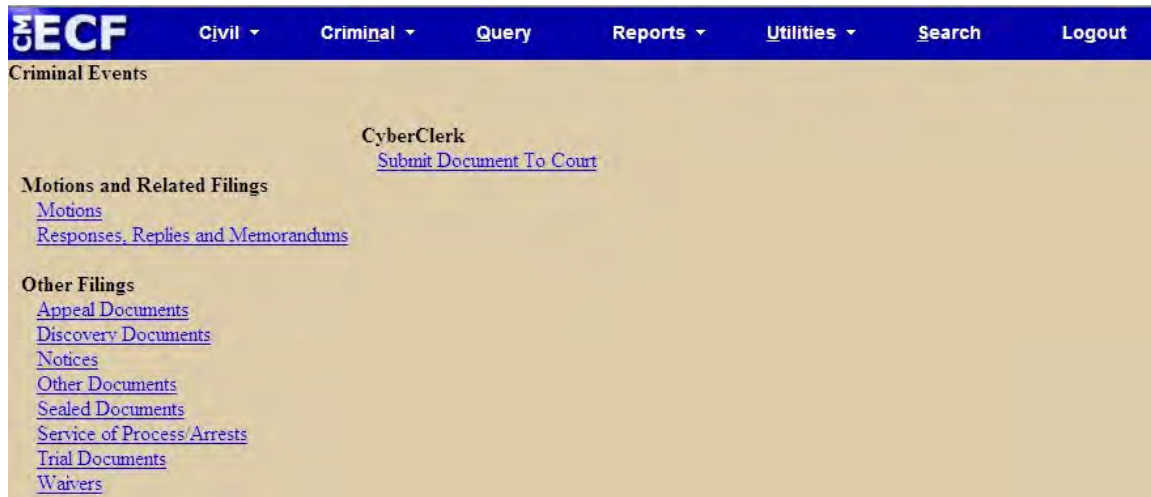 CM ECF Civil Criminal Query Reports Utilities Search Logout
Criminal Events
CyberClerk
Submit Document To Court
Motions and Related Filings
Motions
Responses, Replies and Memorandums
Other Filings
Appeal Documents
Discovery Documents
Notices
Other Documents
Sealed Documents
Service of Process/Arrests
Trial Documents
Waivers